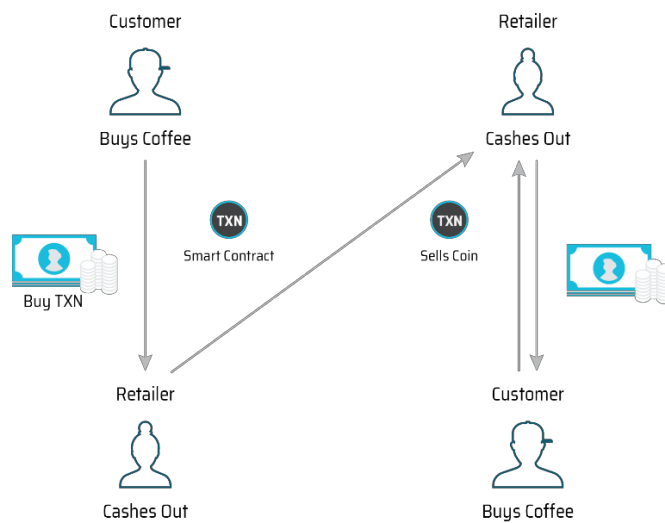 Customer
Retailer
Buys Coffee
Cashes Out
TXN
TXN
Smart Contract
Sells Coin
Buy TXN
Retailer
Customer
Cashes Out
Buys Coffee